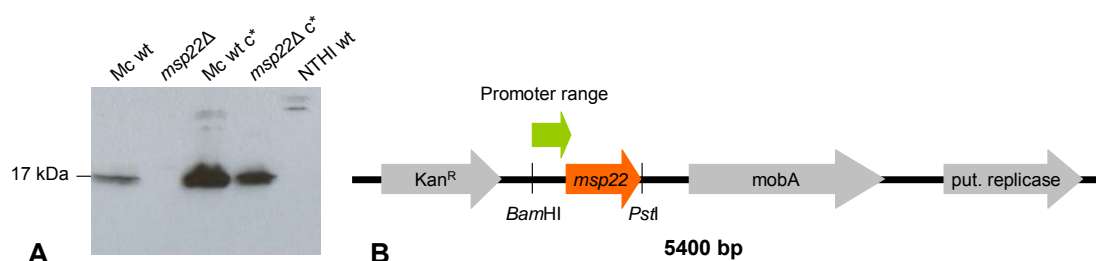 Mc wt
msp22Δ
Mc wt c*
msp22Δ c*
NTHI wt
17 kDa
A
Promoter range
Kan^R
msp22
mobA
put. replicase
BamHI
PstI
B
5400 bp